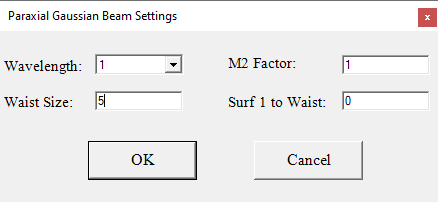 Paraxial Gaussian Beam Settings
Wavelength: 1 M2 Factor: 1
Waist Size: 5 Surf 1 to Waist: 0
OK Cancel